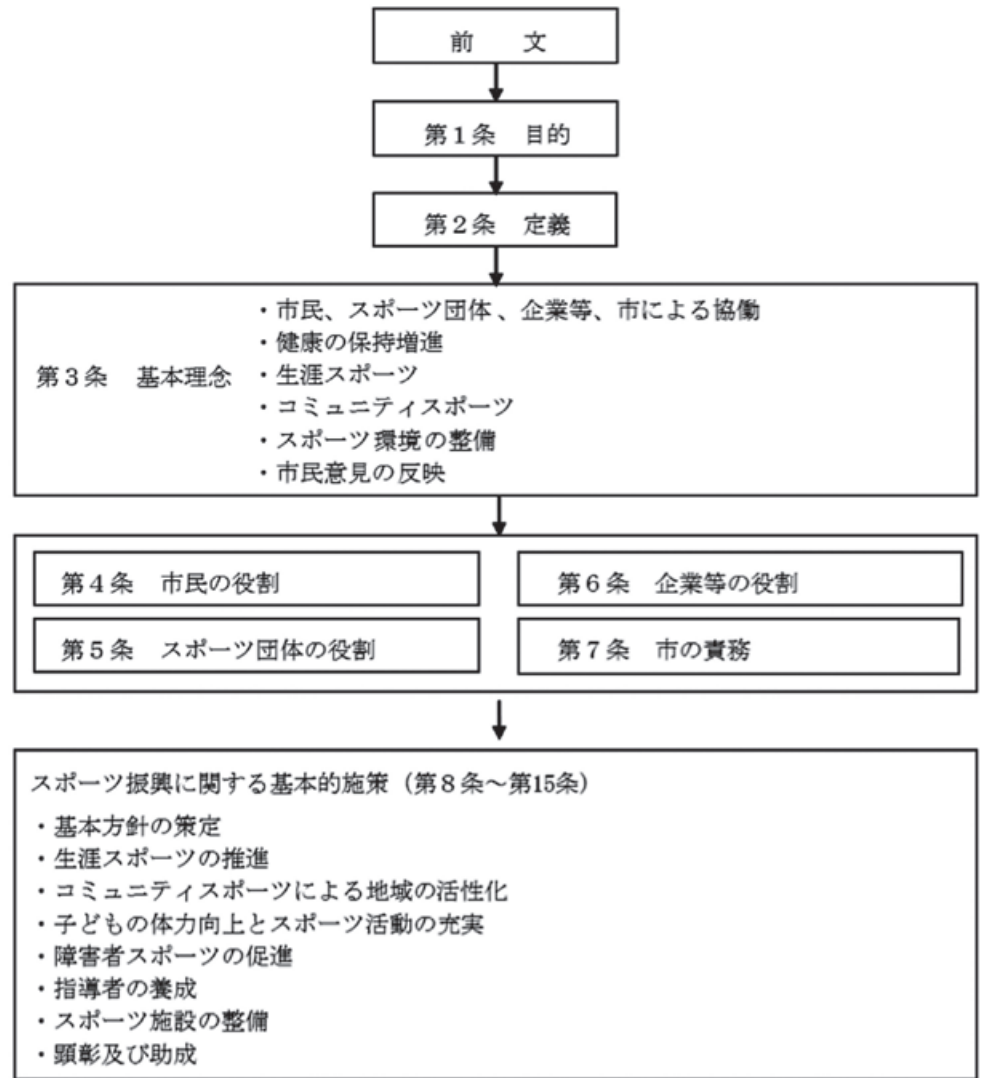 前　文
第1条　目的
第2条　定義
第3条　基本理念
・市民、スポーツ団体、企業等、市による協働
・健康の保持増進
・生涯スポーツ
・コミュニティスポーツ
・スポーツ環境の整備
・市民意見の反映
第4条　市民の役割
第5条　スポーツ団体の役割
第6条　企業等の役割
第7条　市の責務
スポーツ振興に関する基本的施策（第8条～第15条）
・基本方針の策定
・生涯スポーツの推進
・コミュニティスポーツによる地域の活性化
・子どもの体力向上とスポーツ活動の充実
・障害者スポーツの促進
・指導者の養成
・スポーツ施設の整備
・顕彰及び助成